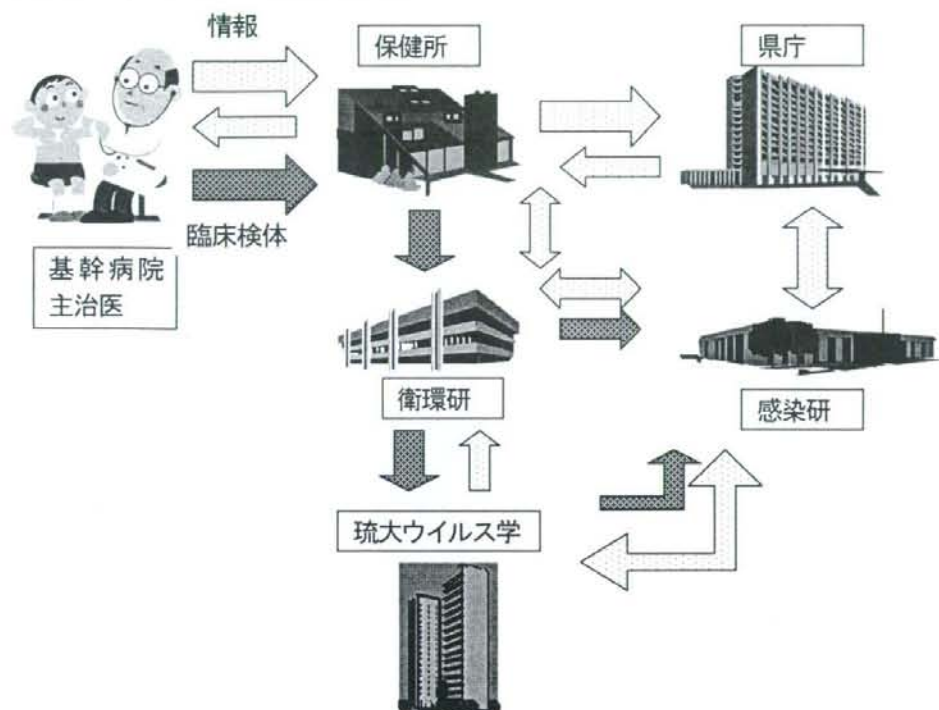 情報
保健所
県庁
臨床検体
基幹病院
主治医
衛環研
感染研
琉大ウイルス学